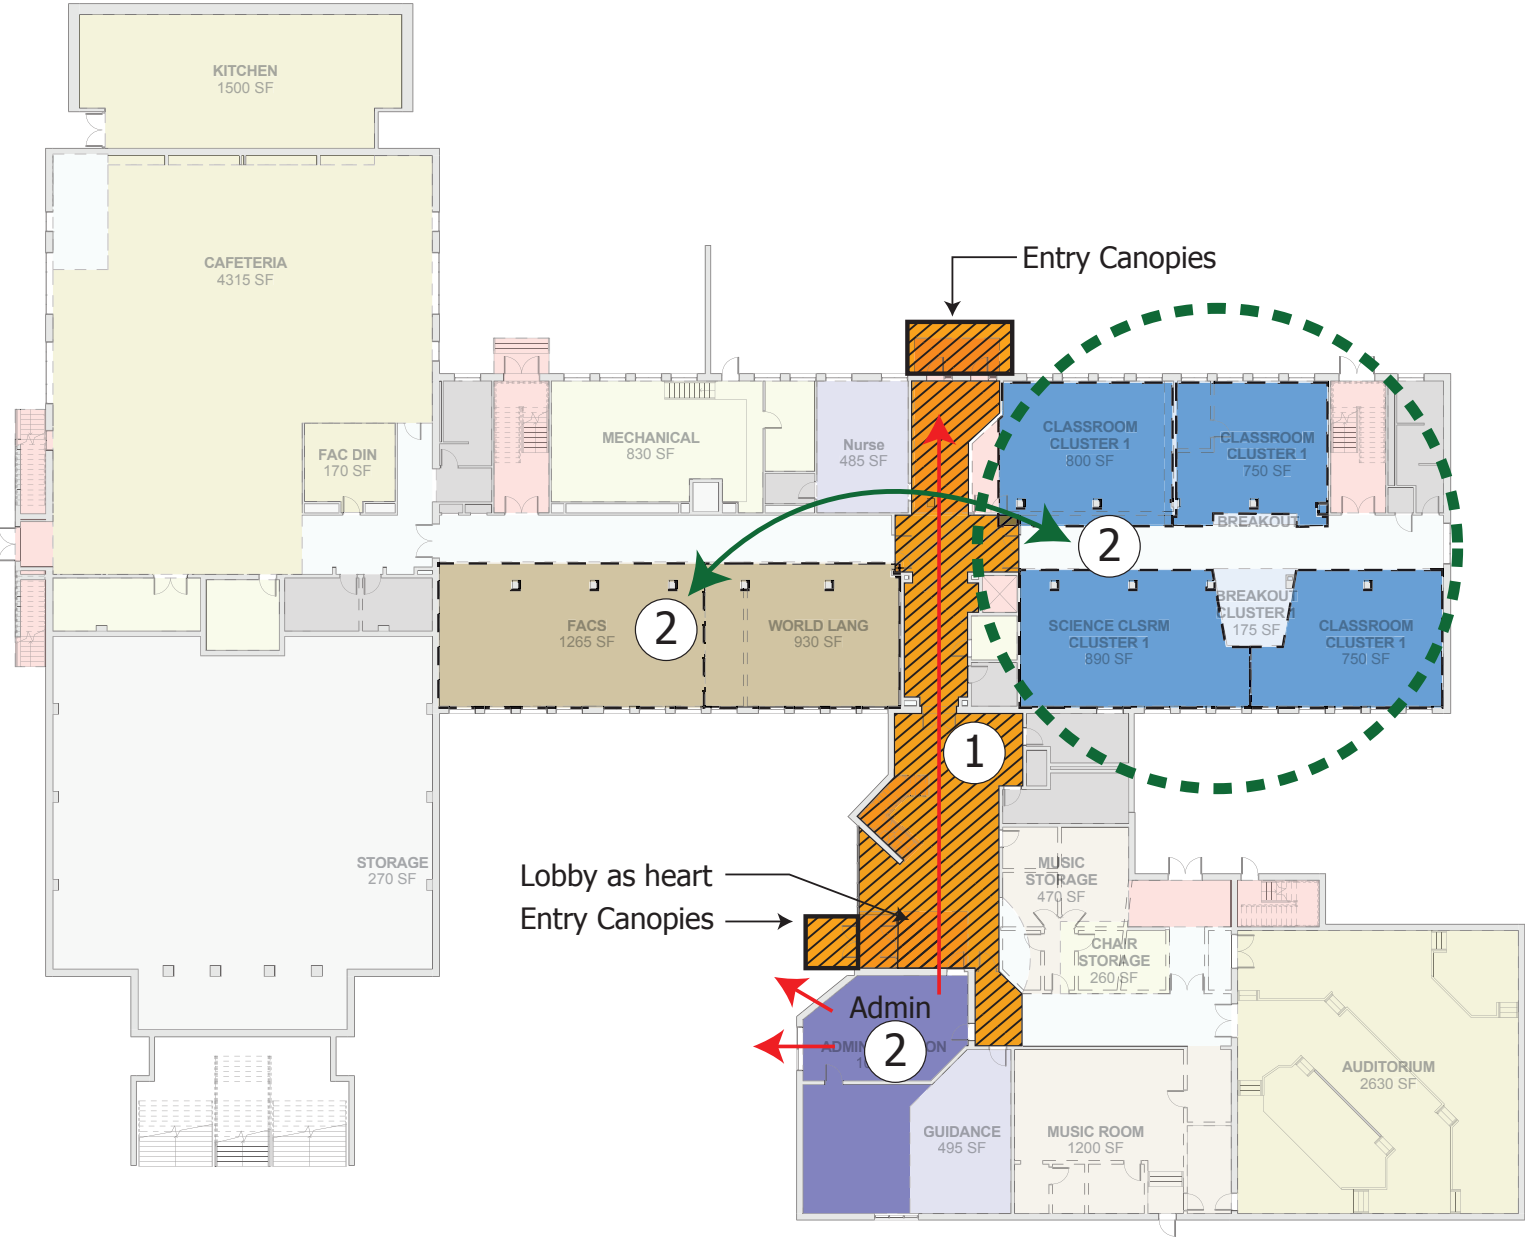 KITCHEN
1500 SF
CAFETERIA
4315 SF
Entry Canopies
FAC DIN
170 SF
MECHANICAL
830 SF
Nurse
485 SF
CLASSROOM
CLUSTER 1
800 SF
CLASSROOM
CLUSTER 1
750 SF
BREAKOUT
2
FACS
1265 SF
2
WORLD LANG
930 SF
SCIENCE CLSRM
CLUSTER 1
890 SF
BREAKOUT
CLUSTER 1
175 SF
CLASSROOM
CLUSTER 1
750 SF
1
STORAGE
270 SF
Lobby as heart
Entry Canopies
MUSIC
STORAGE
470 SF
CHAIR
STORAGE
260 SF
Admin
2
AUDITORIUM
2630 SF
GUIDANCE
495 SF
MUSIC ROOM
1200 SF